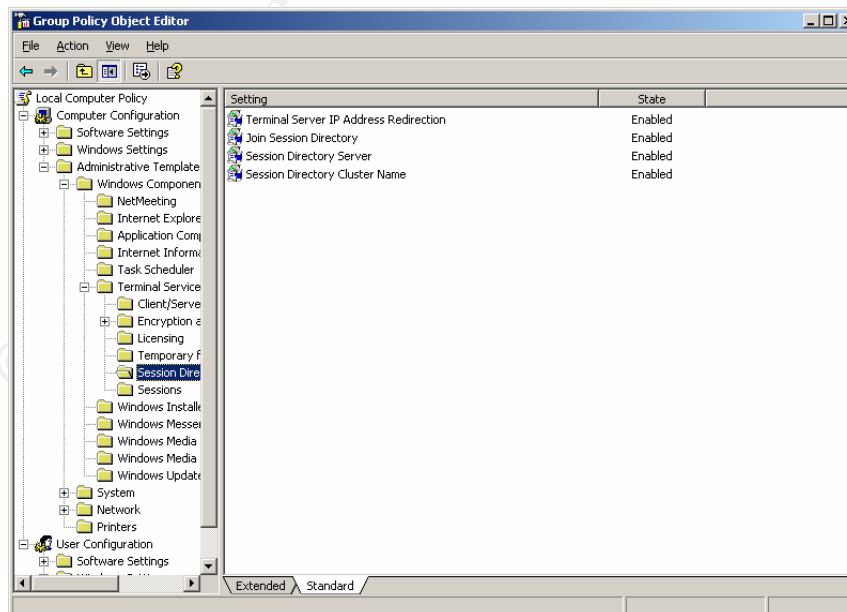 Group Policy Object Editor
File Action View Help
Local Computer Policy
Computer Configuration
Software Settings
Windows Settings
Administrative Template
Windows Componen
NetMeeting
Internet Explore
Application Com
Internet Informa
Task Scheduler
Terminal Service
Client/Serve
Encryption a
Licensing
Temporary f
Session Dire
Sessions
Windows Installe
Windows Messe
Windows Media
Windows Media
Windows Update
System
Network
Printers
User Configuration
Software Settings
Setting State
Terminal Server IP Address Redirection Enabled
Join Session Directory Enabled
Session Directory Server Enabled
Session Directory Cluster Name Enabled
Extended Standard